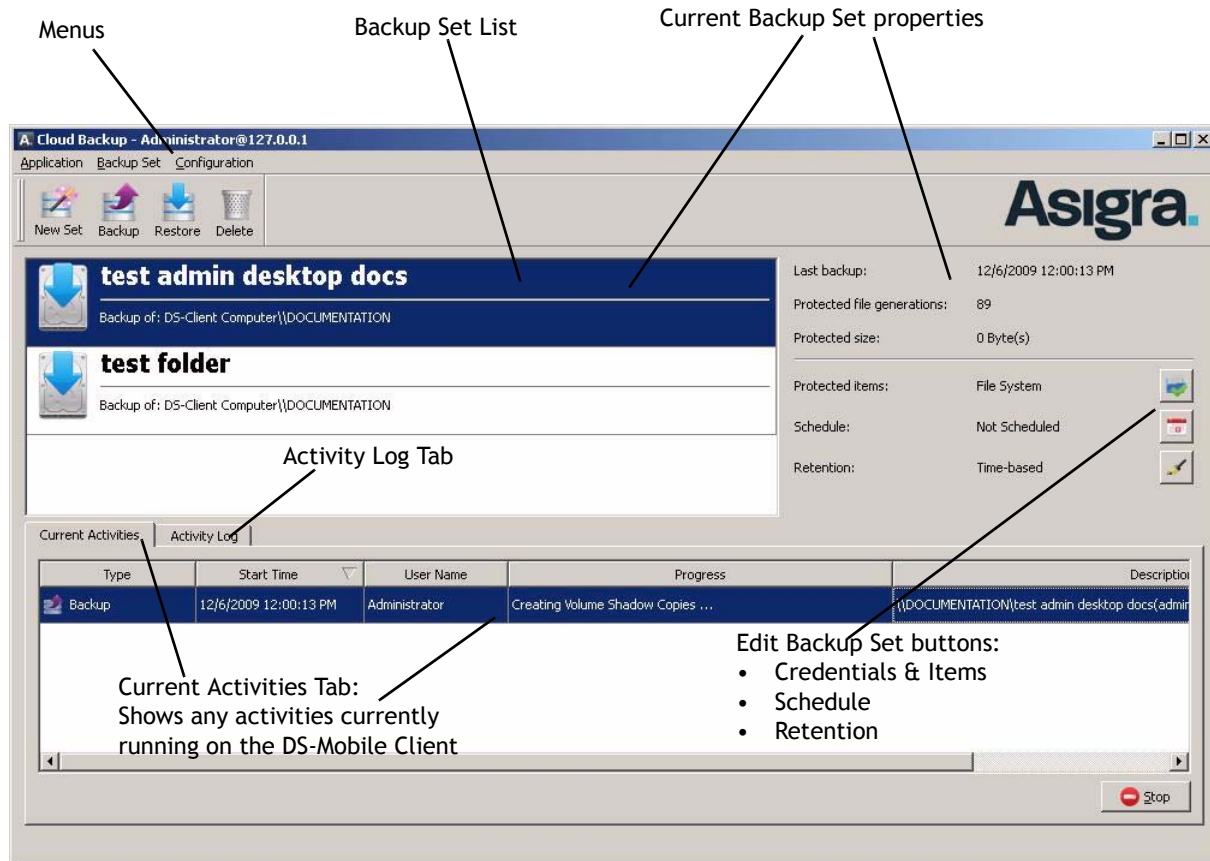 Menus
Backup Set List
Current Backup Set properties
A Cloud Backup - Administrator@127.0.0.1
Application Backup Set Configuration
New Set Backup Restore Delete
Asigra.
test admin desktop docs
Backup of: DS-Client Computer\\DOCUMENTATION
test folder
Backup of: DS-Client Computer\\DOCUMENTATION
Last backup: 12/6/2009 12:00:13 PM
Protected file generations: 89
Protected size: 0 Byte(s)
Protected items: File System
Schedule: Not Scheduled
Retention: Time-based
Activity Log Tab
Current Activities Activity Log
Type Start Time User Name Progress Description
Backup 12/6/2009 12:00:13 PM Administrator Creating Volume Shadow Copies ... \\DOCUMENTATION\test admin desktop docs(admin
Current Activities Tab:
Shows any activities currently
running on the DS-Mobile Client
Edit Backup Set buttons:
• Credentials & Items
• Schedule
• Retention
Stop